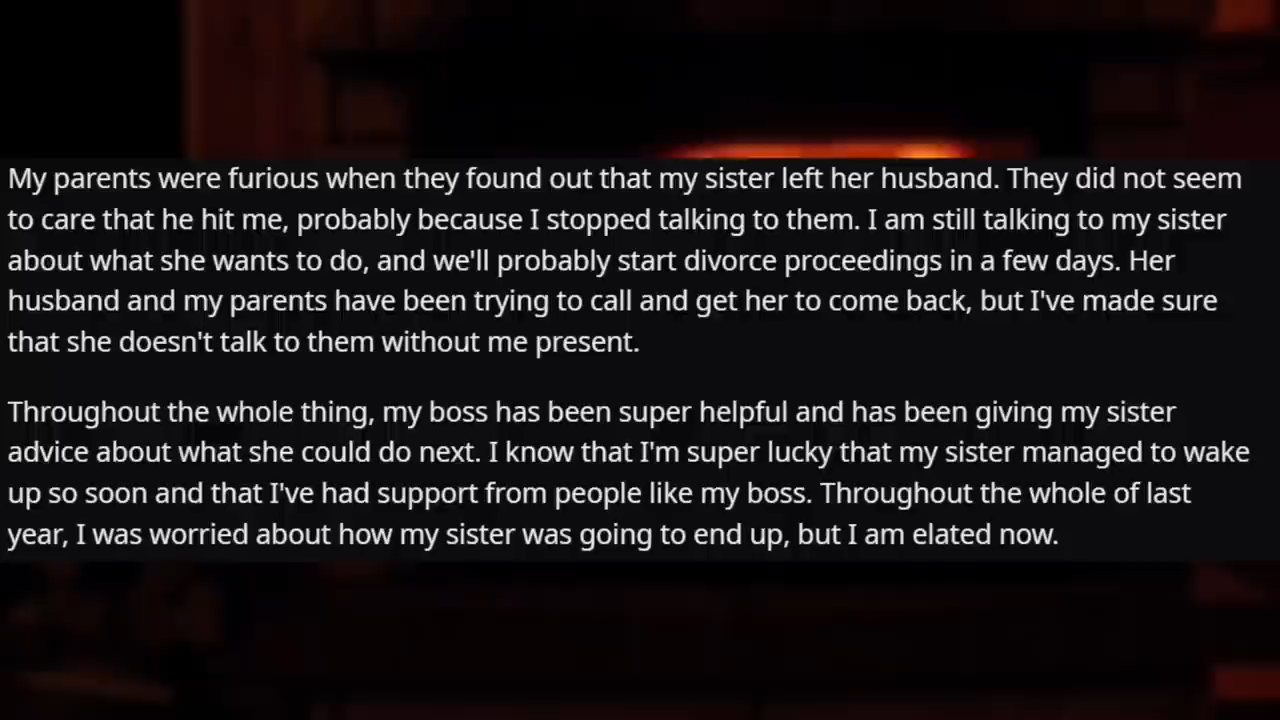 My parents were furious when they found out that my sister left her husband. They did not seem
to care that he hit me, probably because I stopped talking to them. I am still talking to my sister
about what she wants to do, and we'll probably start divorce proceedings in a few days. Her
husband and my parents have been trying to call and get her to come back, but I've made sure
that she doesn't talk to them without me present.
Throughout the whole thing, my boss has been super helpful and has been giving my sister
advice about what she could do next. I know that I'm super lucky that my sister managed to wake
up so soon and that I've had support from people like my boss. Throughout the whole of last
year, I was worried about how my sister was going to end up, but I am elated now.